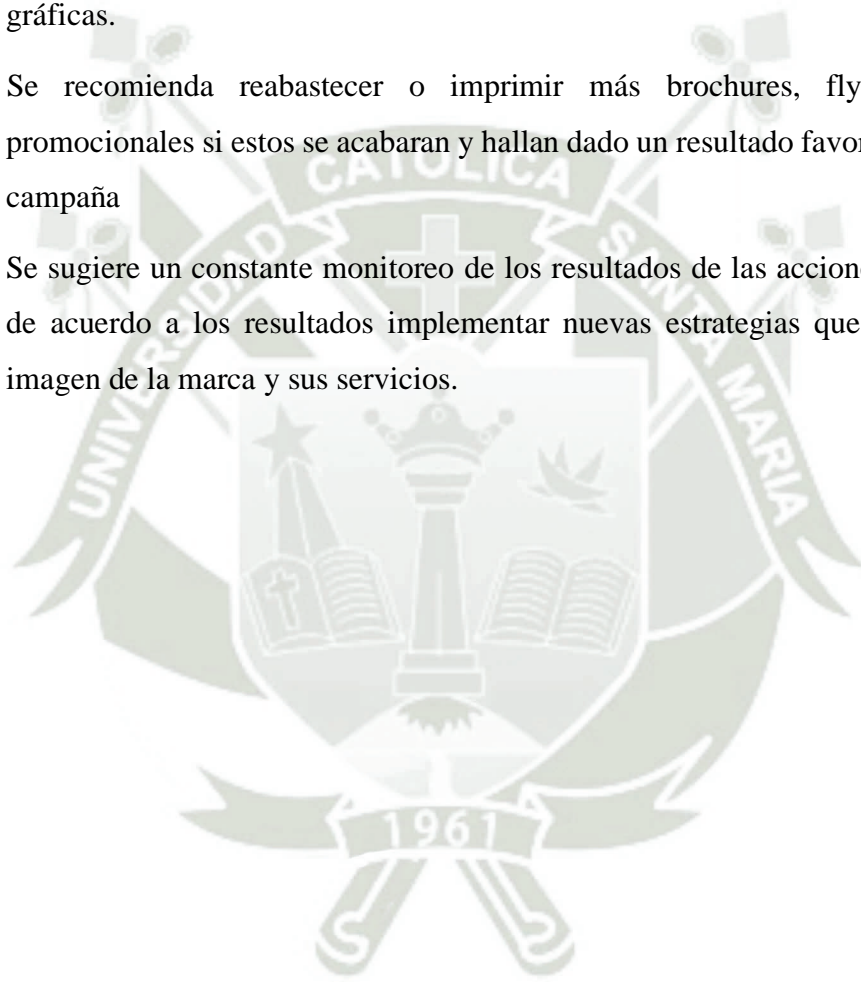 gráficas.
Se recomienda reabastecer o imprimir más brochures, fly
promocionales si estos se acabaran y hallan dado un resultado favor
campaña
CATOLICA
Se sugiere un constante monitoreo de los resultados de las accion
de acuerdo a los resultados implementar nuevas estrategias que
imagen de la marca y sus servicios.
UNIVERSIDAD
SANTA MARIA
1961